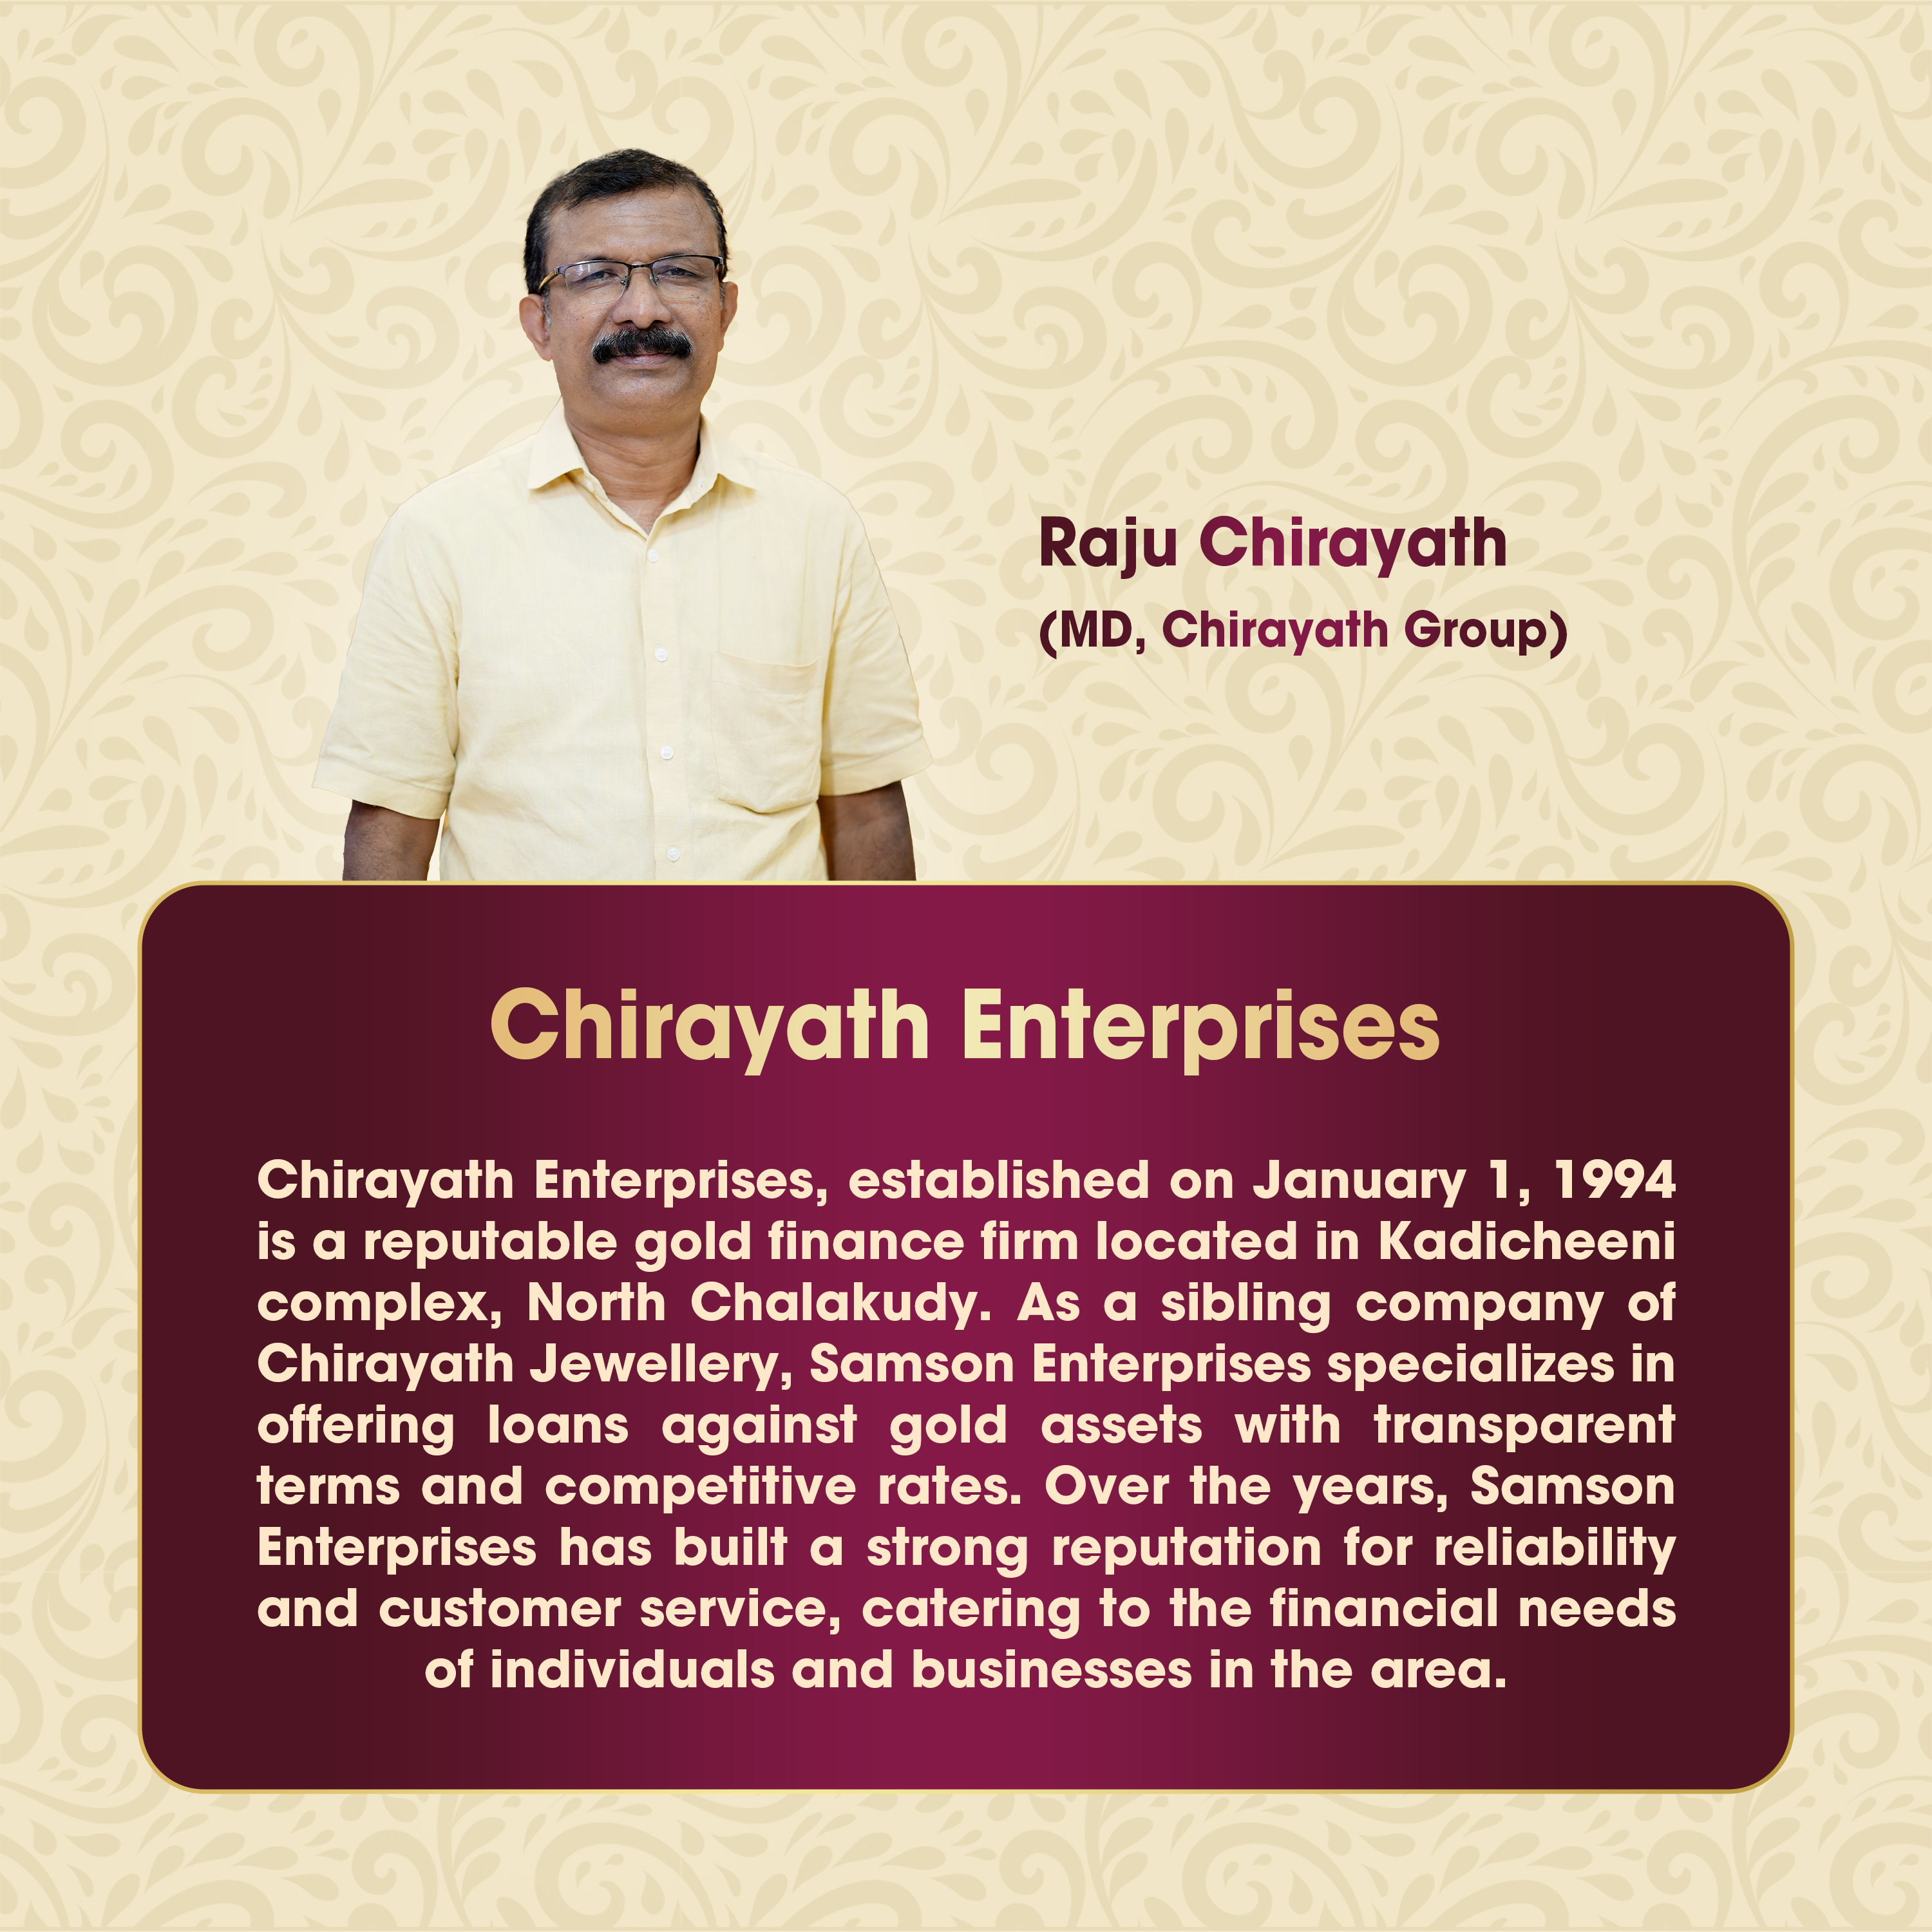 Raju Chirayath
(MD, Chirayath Group)
Chirayath Enterprises
Chirayath Enterprises, established on January 1, 1994
is a reputable gold finance firm located in Kadicheeni
complex, North Chalakudy. As a sibling company of
Chirayath Jewellery, Samson Enterprises specializes in
offering loans against gold assets with transparent
terms and competitive rates. Over the years, Samson
Enterprises has built a strong reputation for reliability
and customer service, catering to the financial needs
of individuals and businesses in the area.